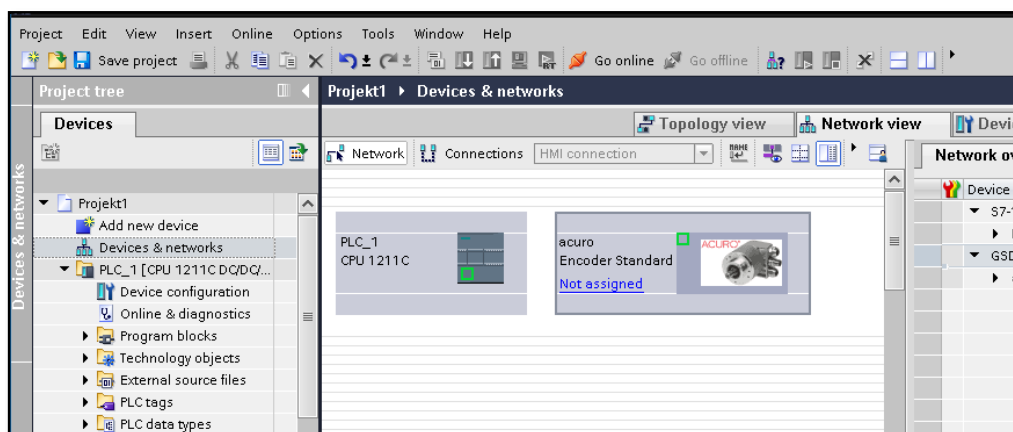 Project Edit View Insert Online Options Tools Window Help
Save project Go online Go offline
Project tree
Projekt1 Devices & networks
Devices
Topology view Network view Devi
Network Connections HMI connection NAME Network ov
Devices & networks
Device
Projekt1
Add new device
Devices & networks
PLC_1 [CPU 1211C DC/DC/...
Device configuration
Online & diagnostics
Program blocks
Technology objects
External source files
PLC tags
PLC data types
PLC_1
CPU 1211C
acuro
Encoder Standard
Not assigned
ACURO
S7-1
GSD